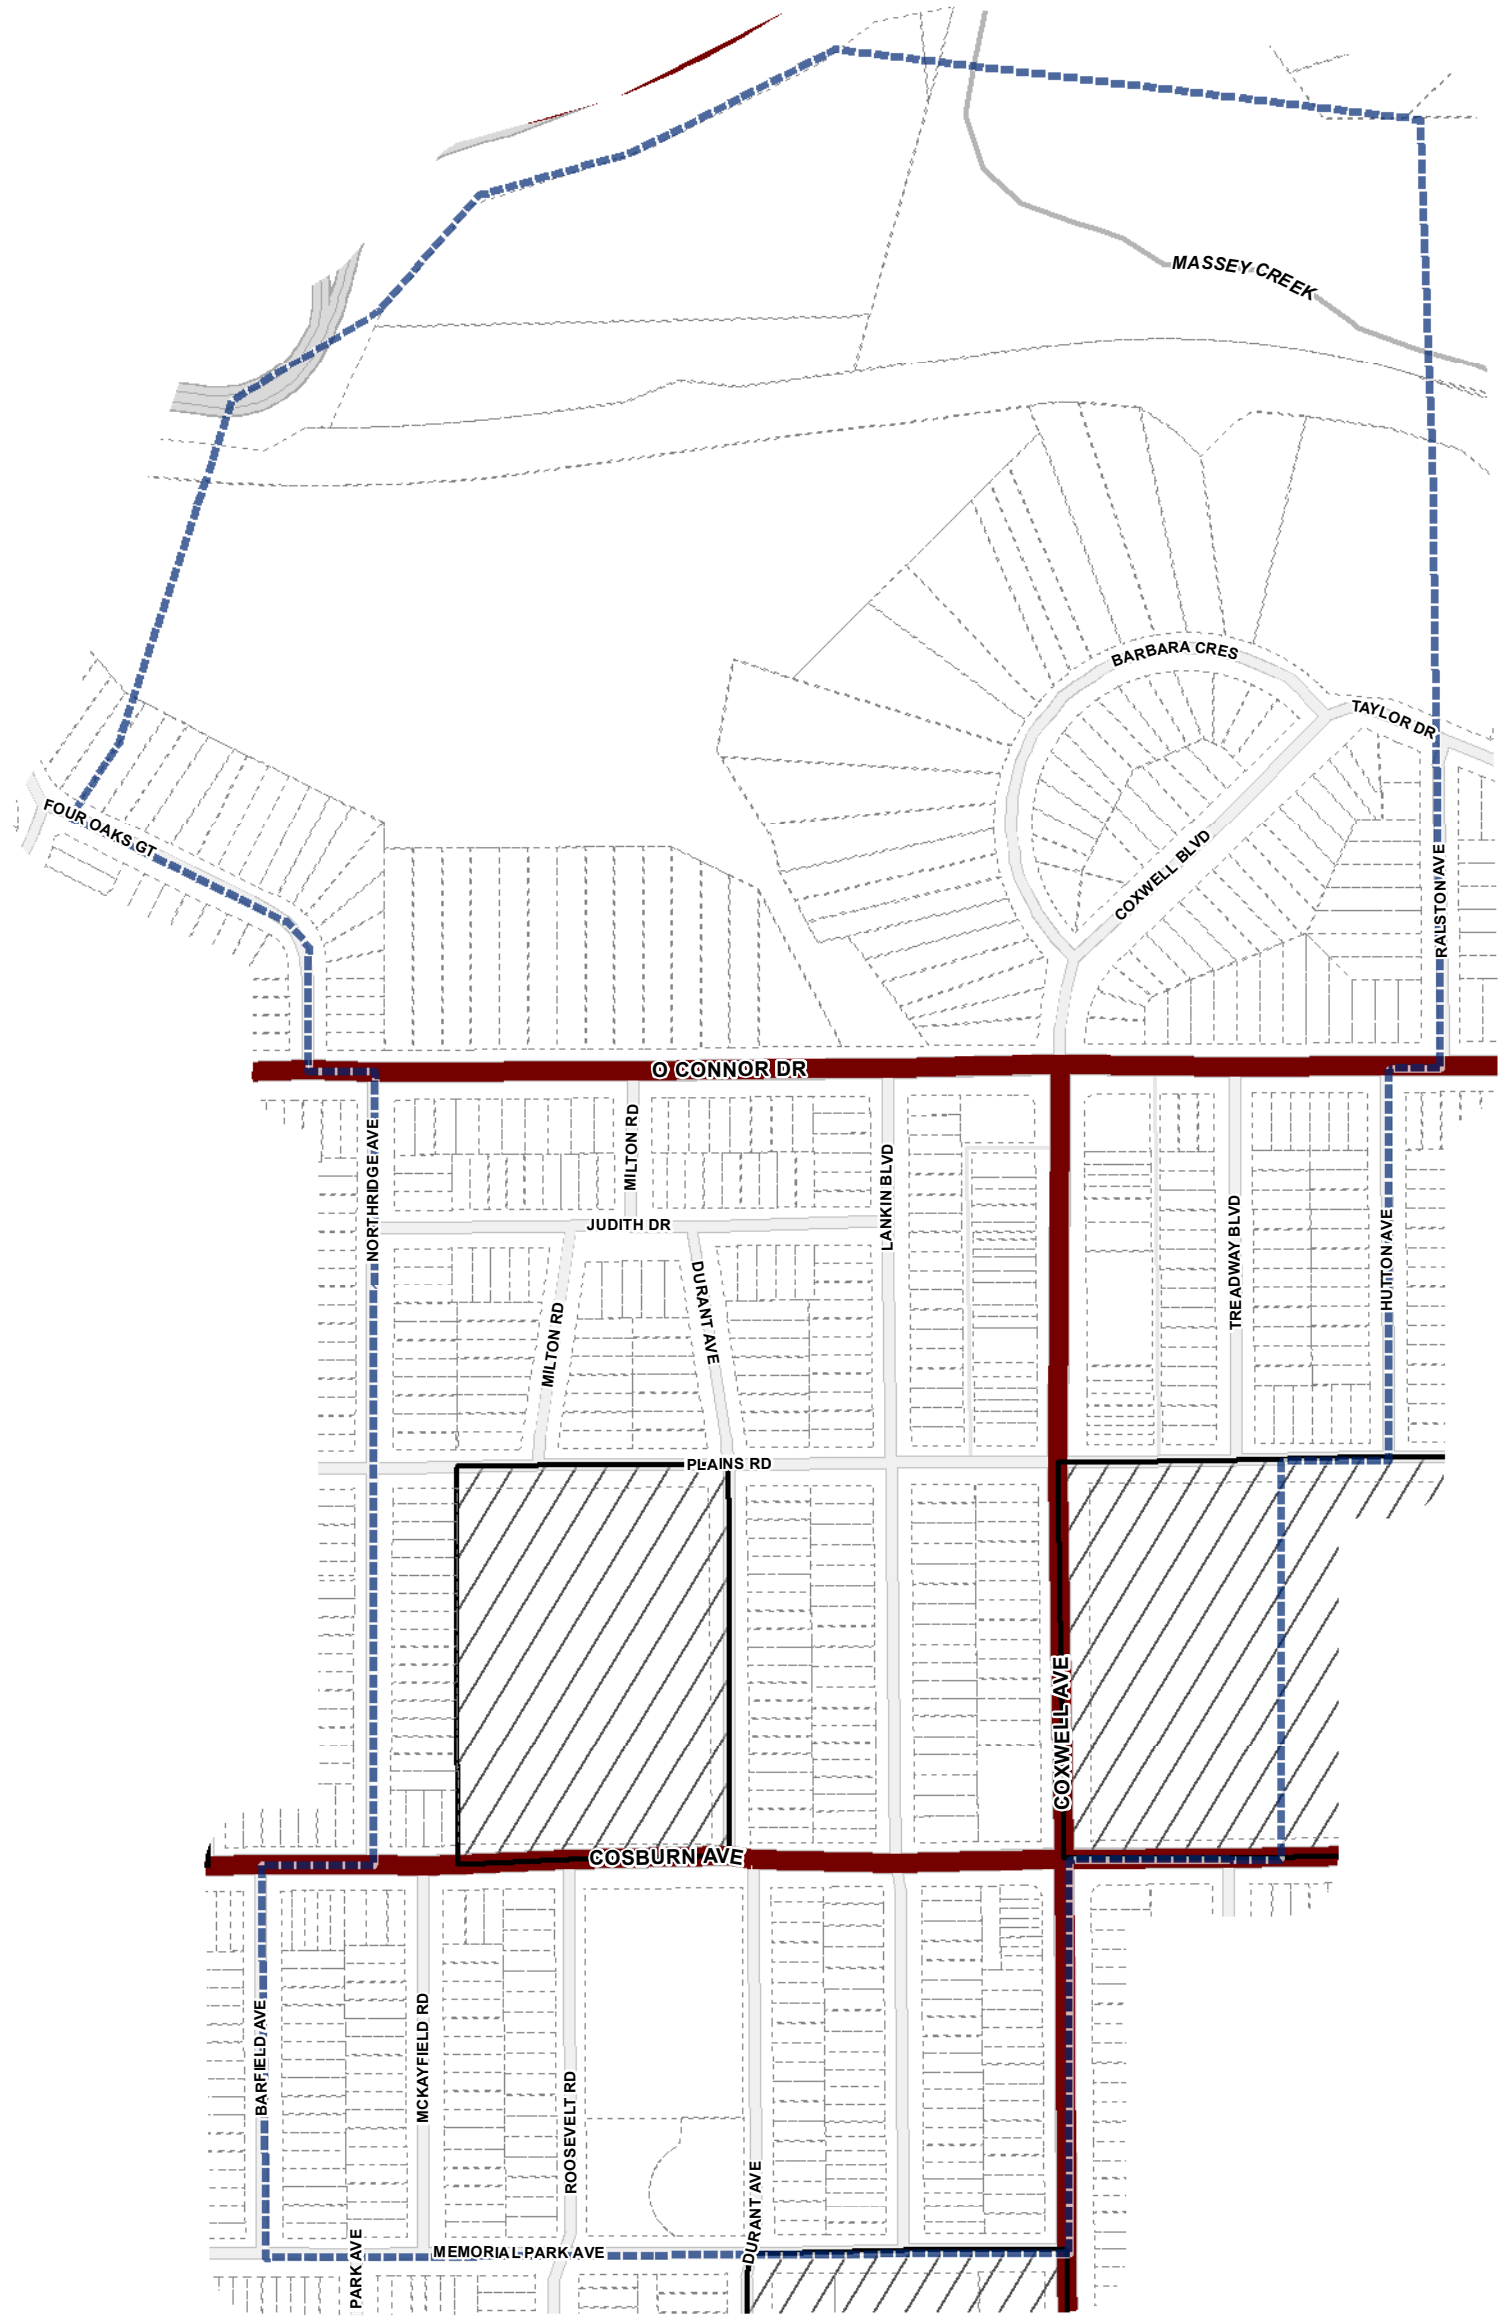 MASSEY CREEK
BARBARA CRES
TAYLOR DR
FOUR OAKS GT
COXWELL BLVD
RALSTON AVE
O CONNOR DR
MILTON RD
NORTHRIDGE AVE
LANKIN BLVD
JUDITH DR
TREADWAY BLVD
HUTTON AVE
DURANT AVE
MILTON RD
PLAINS RD
COXWELL AVE
COSBURN AVE
BARFIELD AVE
MCKAYFIELD RD
ROOSEVELT RD
DURANT AVE
MEMORIAL PARK AVE
PARK AVE